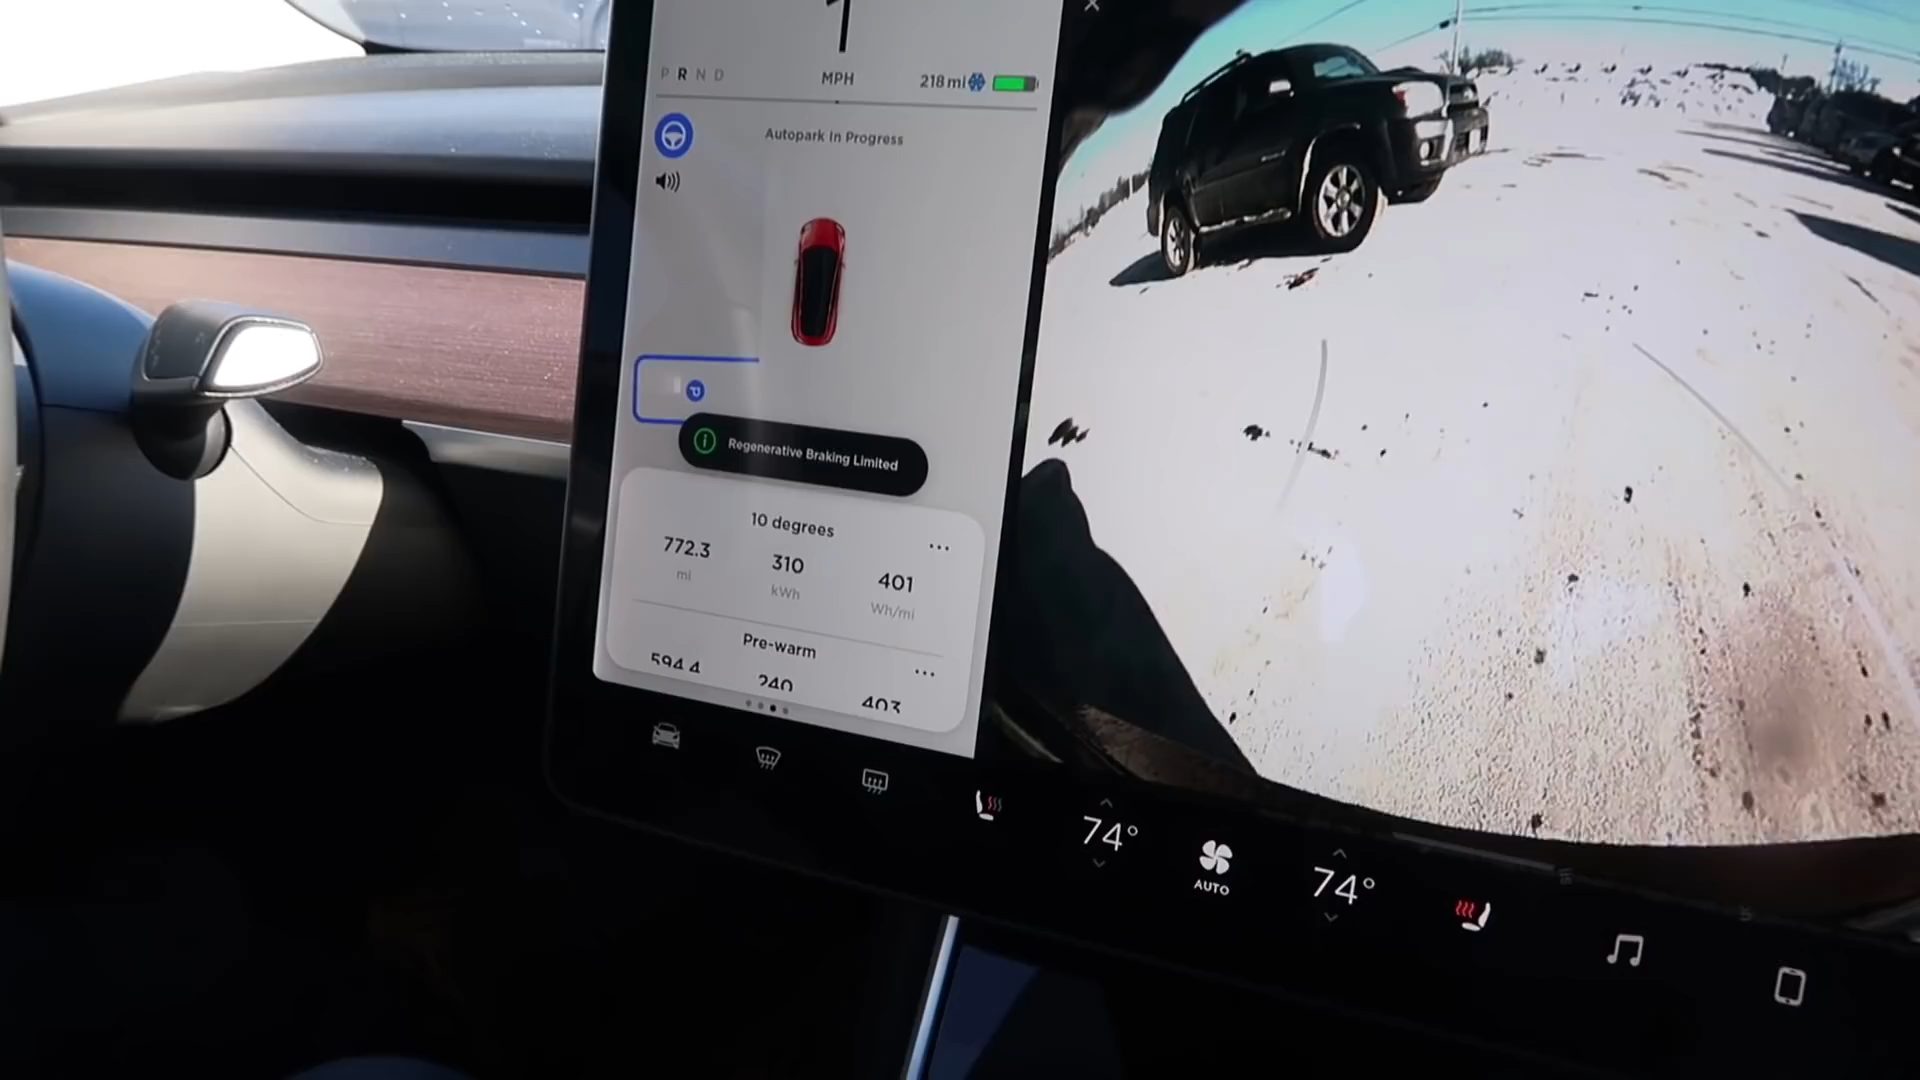 1
P R N D
MPH
218 mi
Autopark In Progress
P
Regenerative Braking Limited
10 degrees
772.3
310
401
mi
kWh
Wh/mi
Pre-warm
594.4
240
403
74°
AUTO
74°